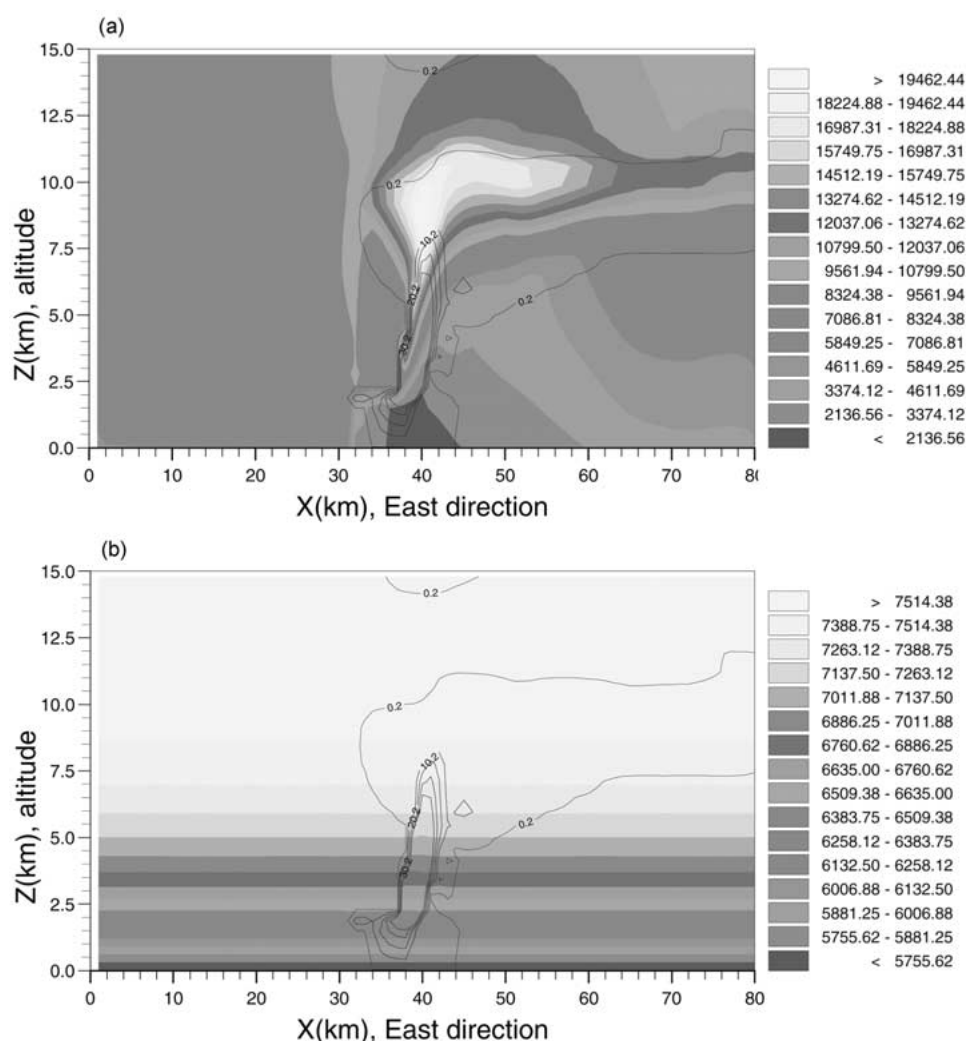 (a)
15.0
12.5
10.0
7.5
5.0
2.5
0.0
Z(km), altitude
0 10 20 30 40 50 60 70 80
X(km), East direction
0.2
0.2
10.2
20.2
0.2
> 19462.44
18224.88 - 19462.44
16987.31 - 18224.88
15749.75 - 16987.31
14512.19 - 15749.75
13274.62 - 14512.19
12037.06 - 13274.62
10799.50 - 12037.06
9561.94 - 10799.50
8324.38 - 9561.94
7086.81 - 8324.38
5849.25 - 7086.81
4611.69 - 5849.25
3374.12 - 4611.69
2136.56 - 3374.12
< 2136.56
(b)
15.0
12.5
10.0
7.5
5.0
2.5
0.0
Z(km), altitude
0 10 20 30 40 50 60 70 80
X(km), East direction
0.2
0.2
10.2
20.2
0.2
30.2
> 7514.38
7388.75 - 7514.38
7263.12 - 7388.75
7137.50 - 7263.12
7011.88 - 7137.50
6886.25 - 7011.88
6760.62 - 6886.25
6635.00 - 6760.62
6509.38 - 6635.00
6383.75 - 6509.38
6258.12 - 6383.75
6132.50 - 6258.12
6006.88 - 6132.50
5881.25 - 6006.88
5755.62 - 5881.25
< 5755.62